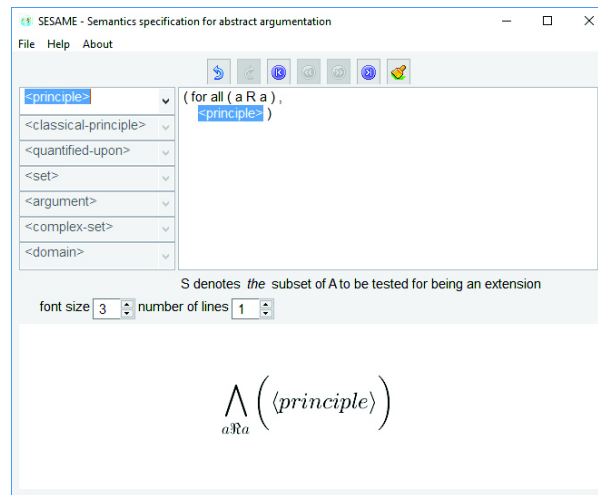 SESAME - Semantics specification for abstract argumentation
File Help About
<principle>
( for all ( a R a ) ,
<principle> )
<classical-principle>
<quantified-upon>
<set>
<argument>
<complex-set>
<domain>
S denotes the subset of A to be tested for being an extension
font size 3 number of lines 1
⋀ (⟨principle⟩)
aℜa